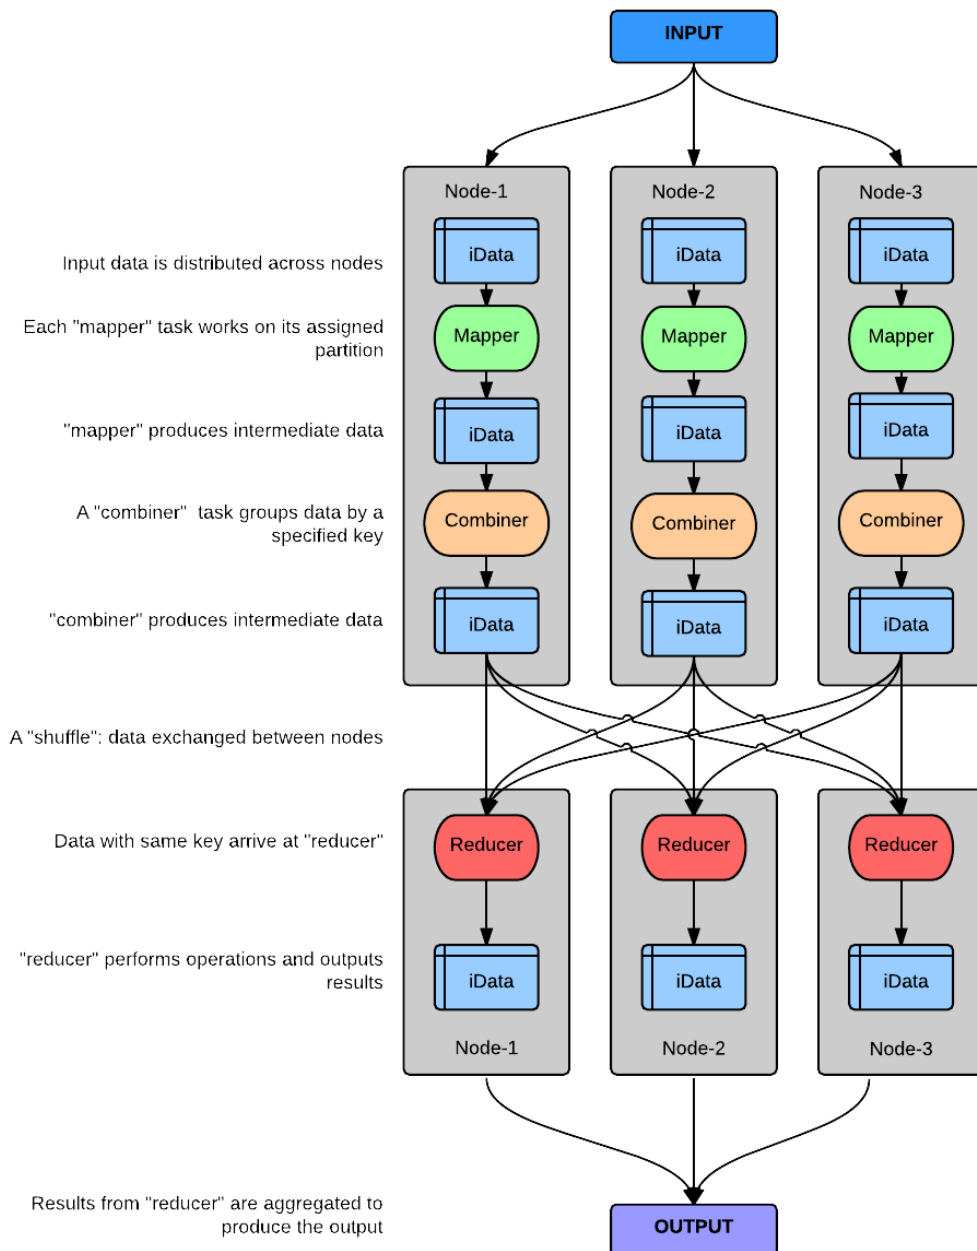 INPUT
Node-1
Node-2
Node-3
Input data is distributed across nodes
iData
iData
iData
Each "mapper" task works on its assigned
partition
Mapper
Mapper
Mapper
"mapper" produces intermediate data
iData
iData
iData
A "combiner"  task groups data by a
specified key
Combiner
Combiner
Combiner
"combiner" produces intermediate data
iData
iData
iData
A "shuffle": data exchanged between nodes
Data with same key arrive at "reducer"
Reducer
Reducer
Reducer
"reducer" performs operations and outputs
results
iData
iData
iData
Node-1
Node-2
Node-3
Results from "reducer" are aggregated to
produce the output
OUTPUT